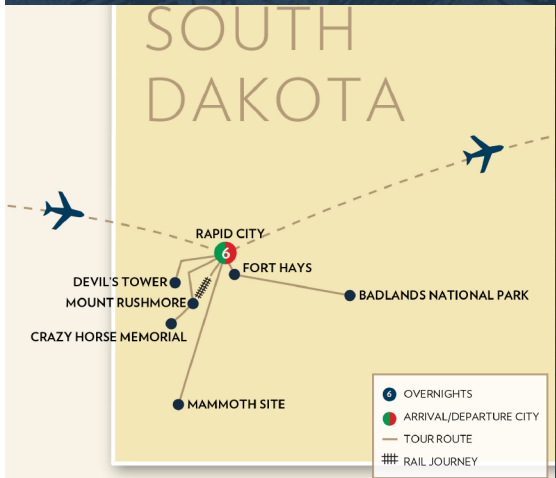 SOUTH
DAKOTA
RAPID CITY
6
FORT HAYS
DEVIL'S TOWER
BADLANDS NATIONAL PARK
MOUNT RUSHMORE
CRAZY HORSE MEMORIAL
MAMMOTH SITE
6 OVERNIGHTS
ARRIVAL/DEPARTURE CITY
TOUR ROUTE
RAIL JOURNEY